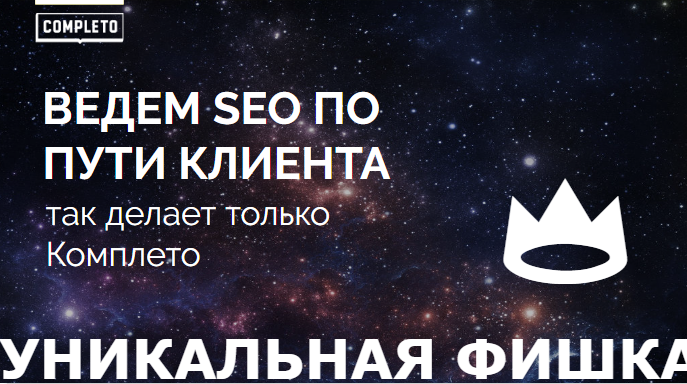 COMPLETO
ВЕДЕМ SEO ПО
ПУТИ КЛИЕНТА
так делает только
Комплето
УНИКАЛЬНАЯ ФИШКА